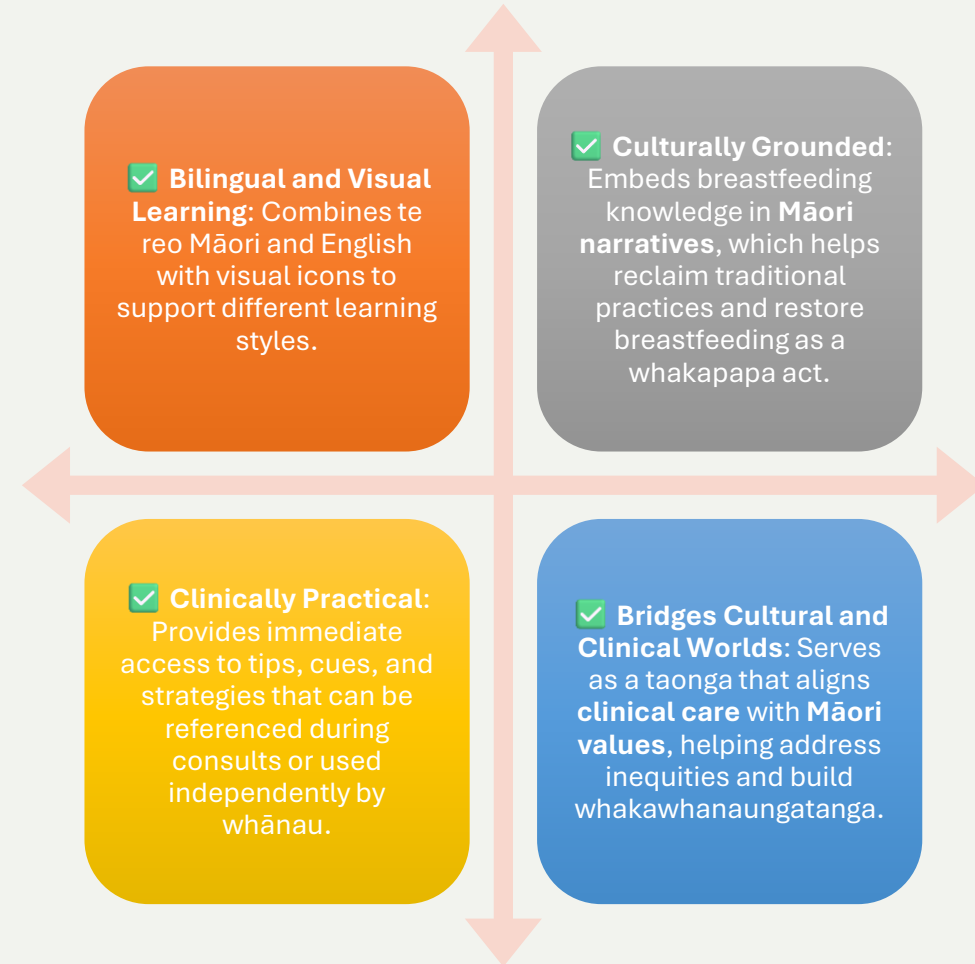 ✅ Bilingual and Visual
Learning: Combines te
reo Māori and English
with visual icons to
support different learning
styles.
✅ Culturally Grounded:
Embeds breastfeeding
knowledge in Māori
narratives, which helps
reclaim traditional
practices and restore
breastfeeding as a
whakapapa act.
✅ Clinically Practical:
Provides immediate
access to tips, cues, and
strategies that can be
referenced during
consults or used
independently by
whānau.
✅ Bridges Cultural and
Clinical Worlds: Serves
as a taonga that aligns
clinical care with Māori
values, helping address
inequities and build
whakawhanaungatanga.